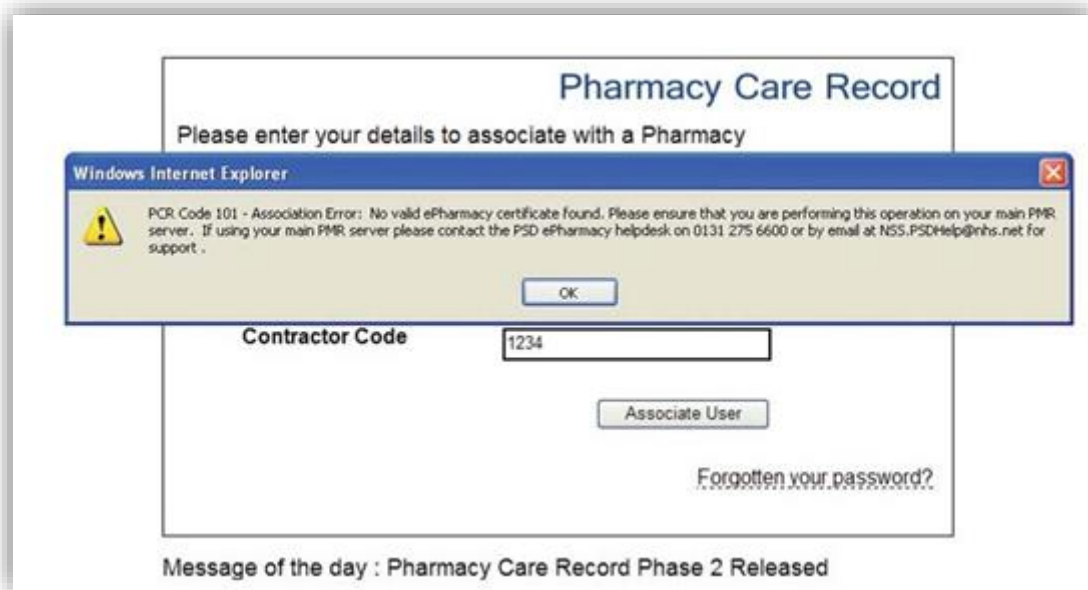 Pharmacy Care Record
Please enter your details to associate with a Pharmacy
Windows Internet Explorer
PCR Code 101 - Association Error: No valid ePharmacy certificate found. Please ensure that you are performing this operation on your main PMR
server. If using your main PMR server please contact the PSD ePharmacy helpdesk on 0131 275 6600 or by email at NSS.PSDHelp@nhs.net for
support .
OK
Contractor Code 1234
Associate User
Forgotten your password?
Message of the day : Pharmacy Care Record Phase 2 Released